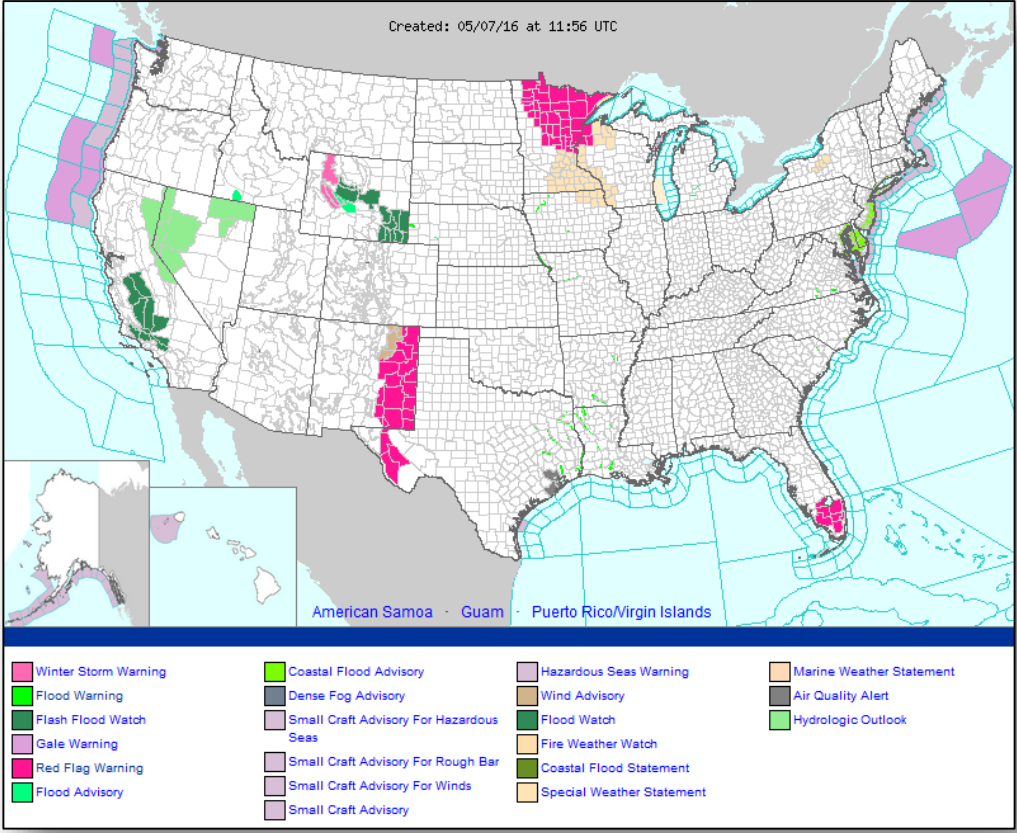 Created: 05/07/16 at 11:56 UTC
American Samoa - Guam - Puerto Rico/Virgin Islands
Winter Storm Warning
Flood Warning
Flash Flood Watch
Gale Warning
Red Flag Warning
Flood Advisory
Coastal Flood Advisory
Dense Fog Advisory
Small Craft Advisory For Hazardous
Seas
Small Craft Advisory For Rough Bar
Small Craft Advisory For Winds
Small Craft Advisory
Hazardous Seas Warning
Wind Advisory
Flood Watch
Fire Weather Watch
Coastal Flood Statement
Special Weather Statement
Marine Weather Statement
Air Quality Alert
Hydrologic Outlook